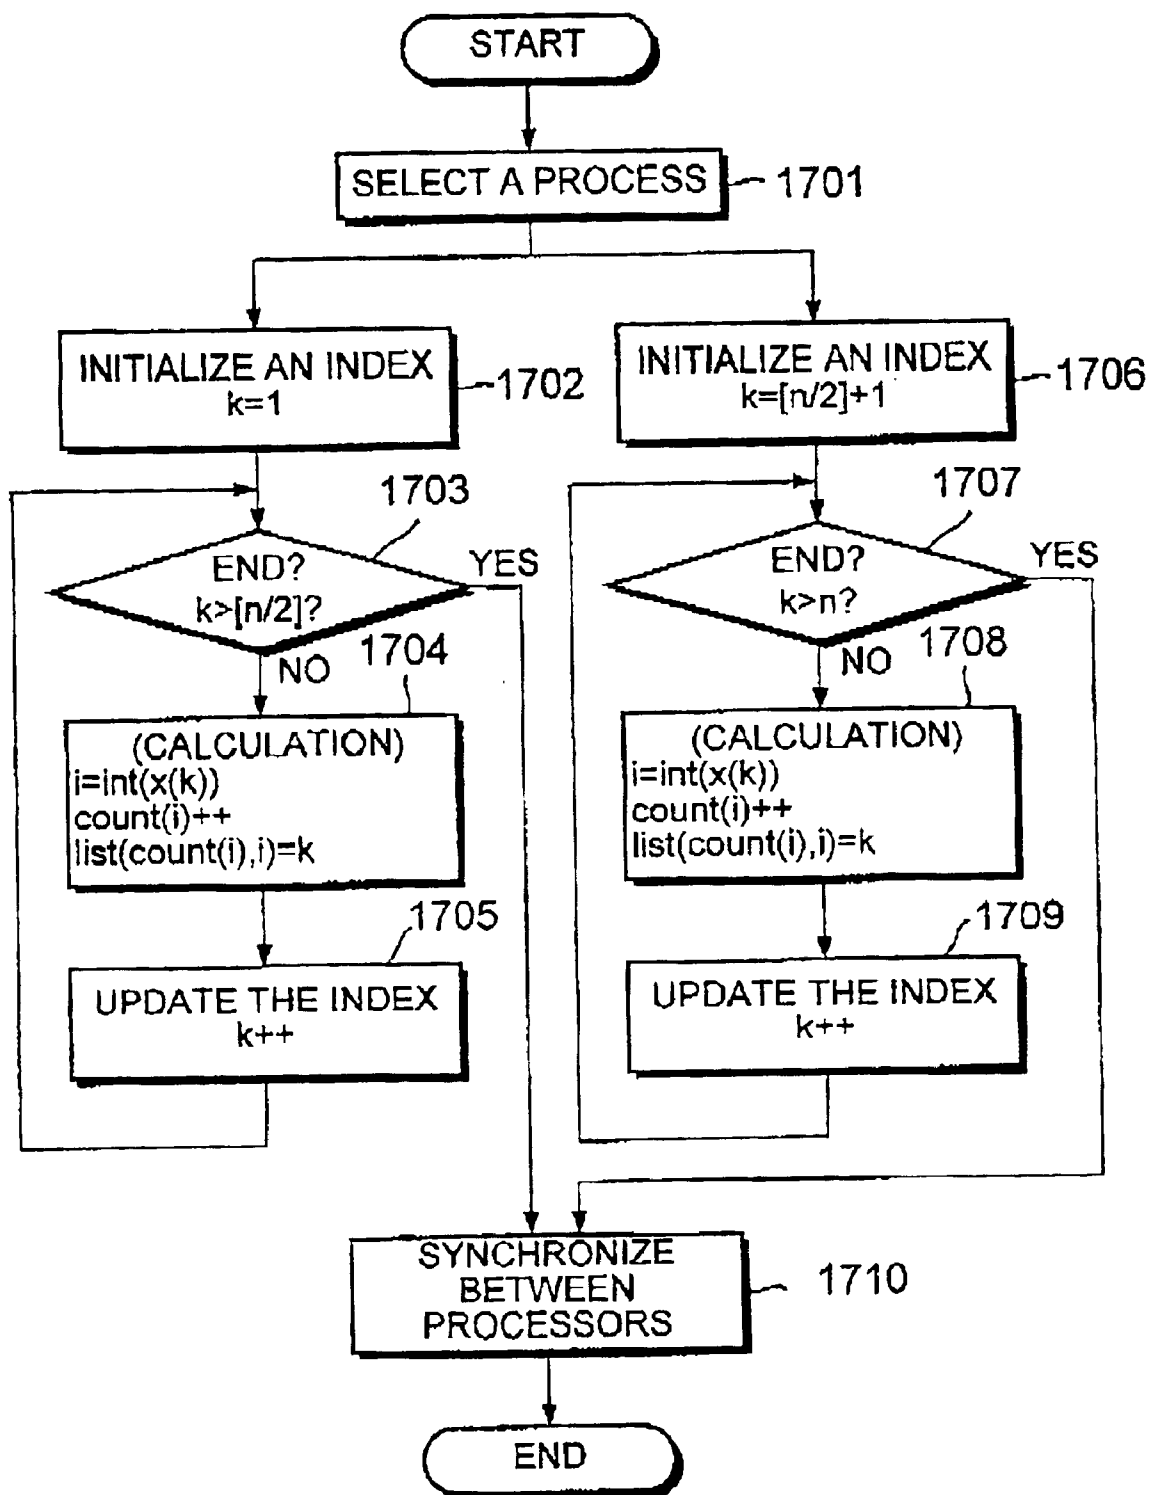 START
SELECT A PROCESS
1701
INITIALIZE AN INDEX
k=1
1702
INITIALIZE AN INDEX
k=[n/2]+1
1706
1703
END?
k>[n/2]?
YES
NO
1707
END?
k>n?
YES
NO
1704
(CALCULATION)
i=int(x(k))
count(i)++
list(count(i),i)=k
1708
(CALCULATION)
i=int(x(k))
count(i)++
list(count(i),i)=k
1705
UPDATE THE INDEX
k++
1709
UPDATE THE INDEX
k++
SYNCHRONIZE
BETWEEN
PROCESSORS
1710
END